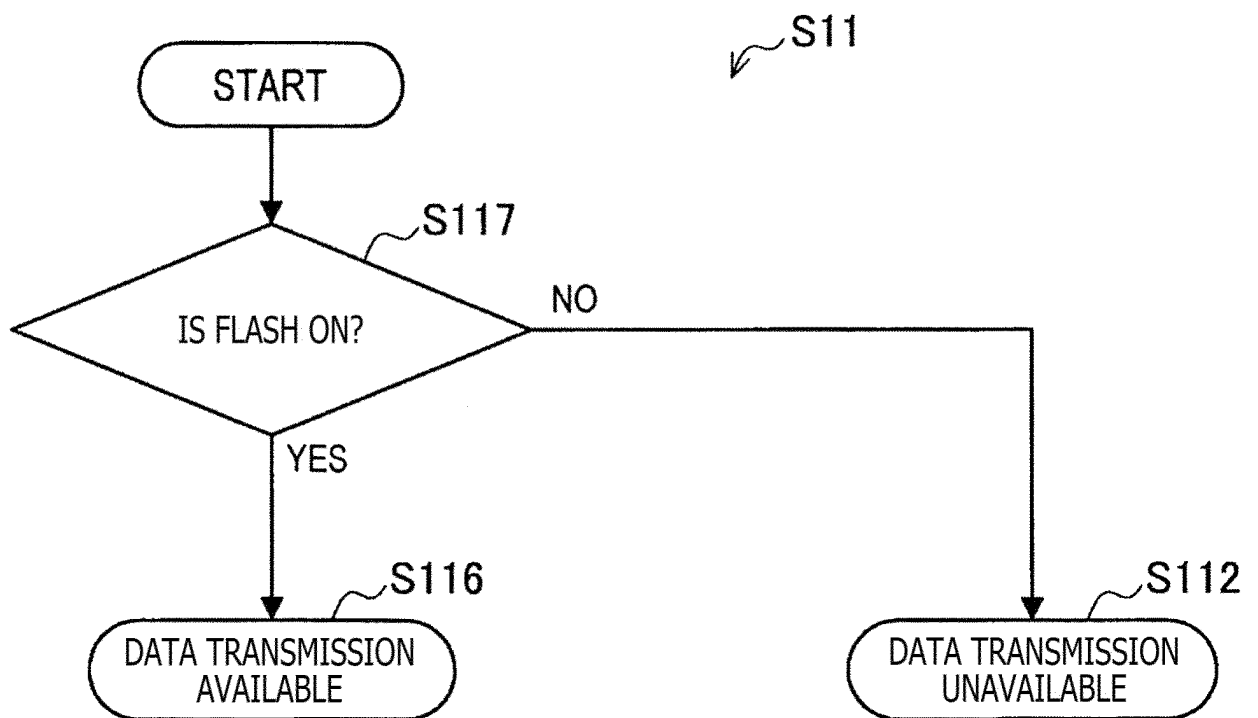 S11
START
S117
IS FLASH ON?
NO
YES
S116
S112
DATA TRANSMISSION
AVAILABLE
DATA TRANSMISSION
UNAVAILABLE